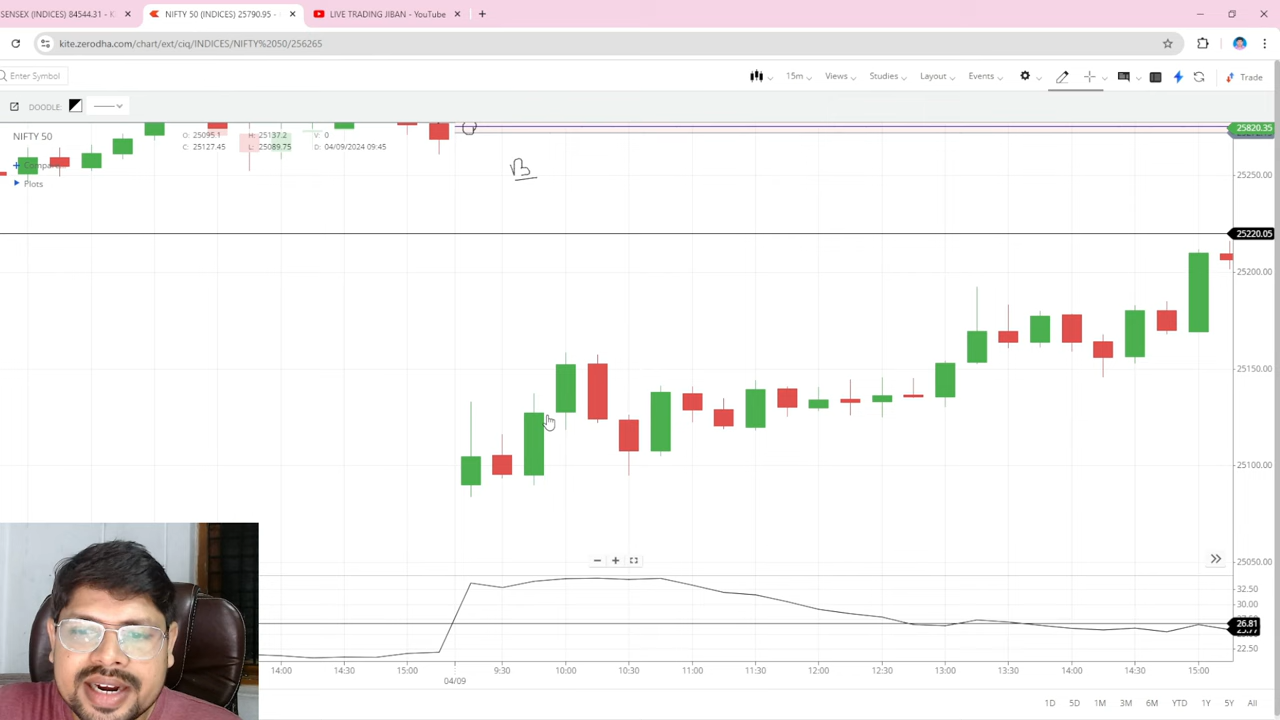 SENSEX (INDICES) 84544.31 - K
NIFTY 50 (INDICES) 25790.95 -
LIVE TRADING JIBAN - YouTube
kite.zerodha.com/chart/ext/ciq/INDICES/NIFTY%2050/256265
Enter Symbol
15m
Views
Studies
Layout
Events
Trade
DOODLE:
NIFTY 50
O: 25095.1 H: 25137.2 V: 0
C: 25127.45 L: 25089.75 D: 04/09/2024 09:45
Compare
Plots
B
25820.35
25250.00
25220.05
25200.00
25150.00
25100.00
25050.00
32.50
30.00
26.81
25.77
22.50
14:00 14:30 15:00 9:30 10:00 10:30 11:00 11:30 12:00 12:30 13:00 13:30 14:00 14:30 15:00
04/09
1D 5D 1M 3M 6M YTD 1Y 5Y All